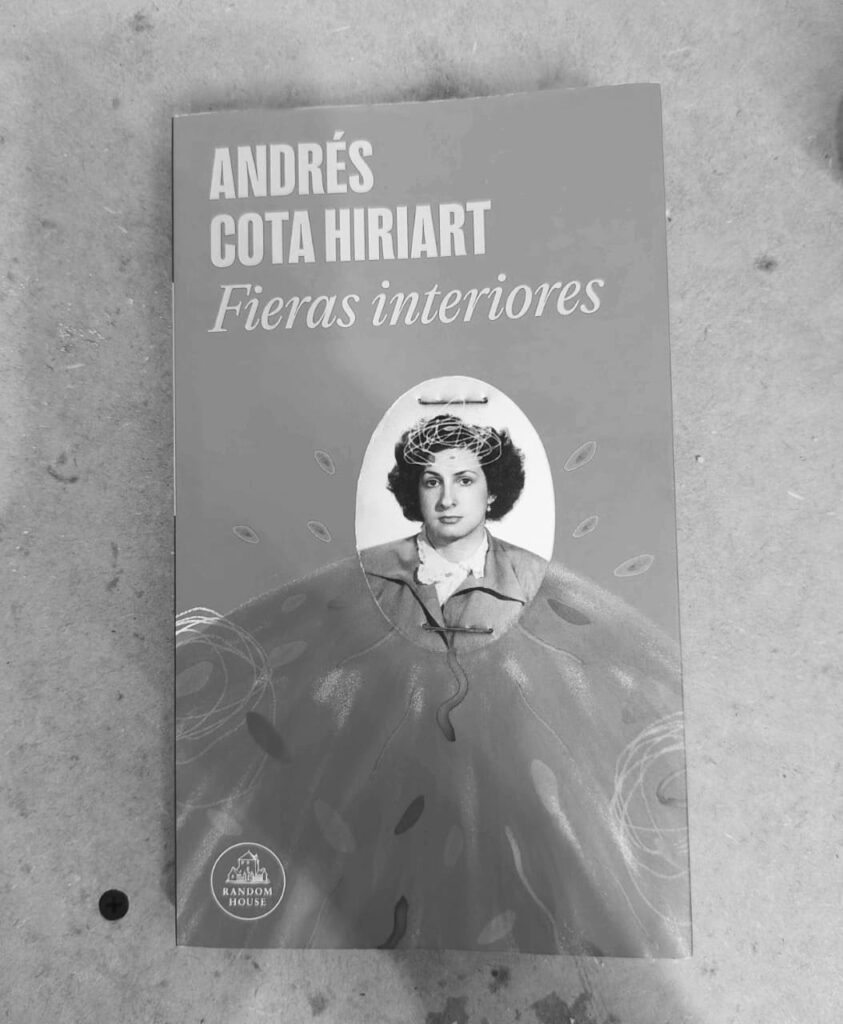 ANDRÉS
COTA HIRIART
Fieras interiores
RANDOM
HOUSE